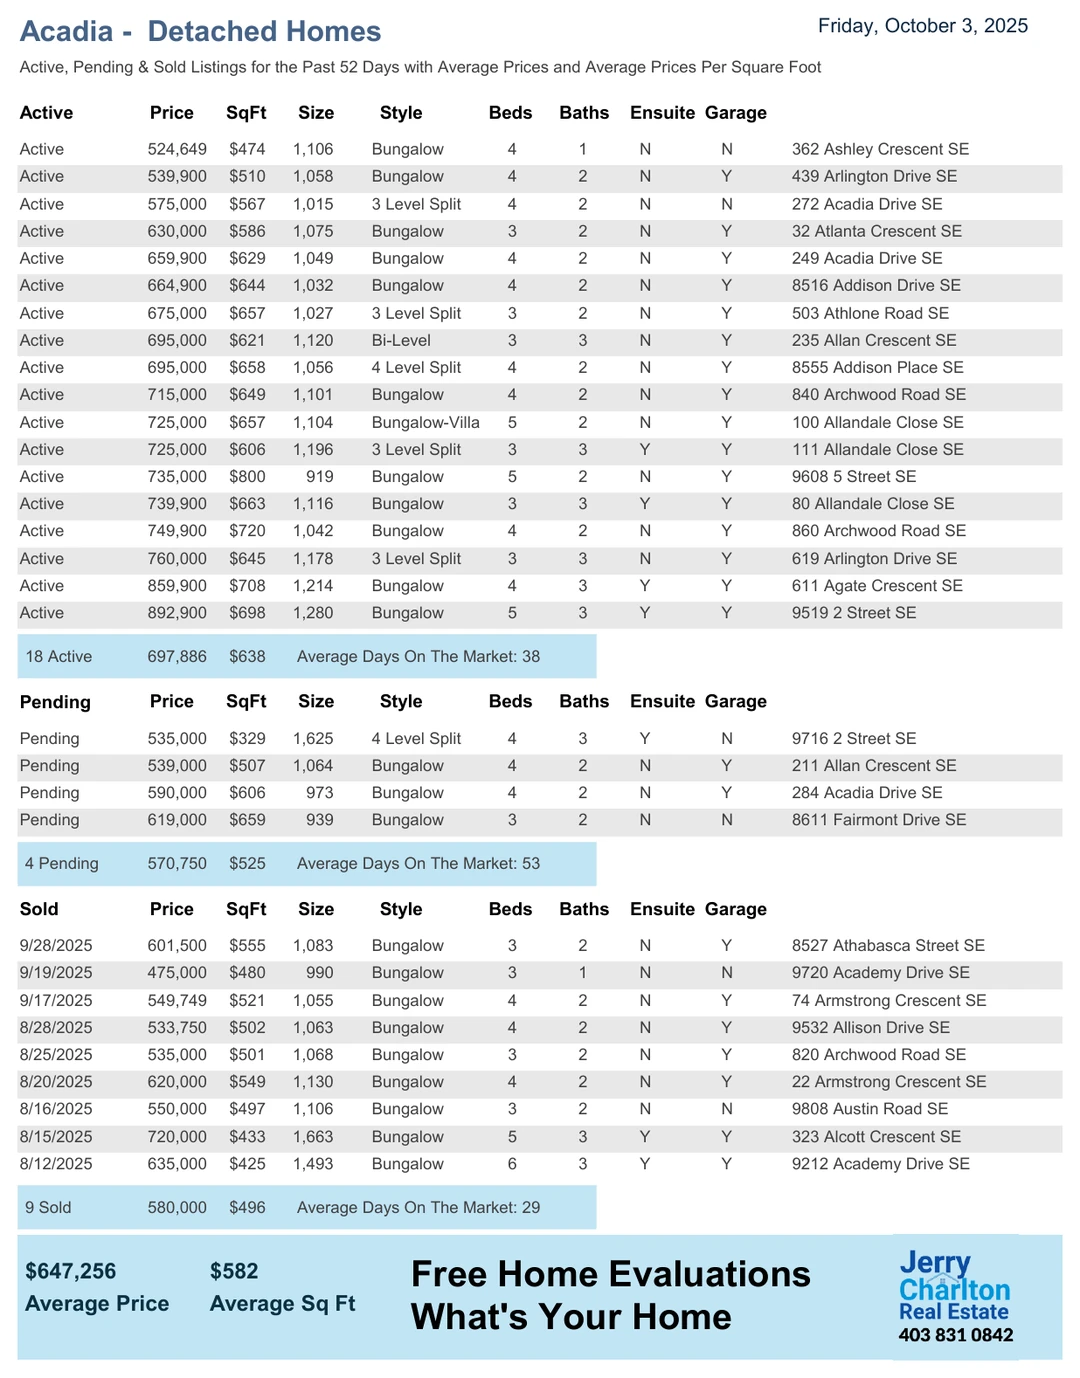 Acadia - Detached Homes
Friday, October 3, 2025
Active, Pending & Sold Listings for the Past 52 Days with Average Prices and Average Prices Per Square Foot
Active Price SqFt Size Style Beds Baths Ensuite Garage
Active 524,649 $474 1,106 Bungalow 4 1 N N 362 Ashley Crescent SE
Active 539,900 $510 1,058 Bungalow 4 2 N Y 439 Arlington Drive SE
Active 575,000 $567 1,015 3 Level Split 4 2 N N 272 Acadia Drive SE
Active 630,000 $586 1,075 Bungalow 3 2 N Y 32 Atlanta Crescent SE
Active 659,900 $629 1,049 Bungalow 4 2 N Y 249 Acadia Drive SE
Active 664,900 $644 1,032 Bungalow 4 2 N Y 8516 Addison Drive SE
Active 675,000 $657 1,027 3 Level Split 3 2 N Y 503 Athlone Road SE
Active 695,000 $621 1,120 Bi-Level 3 3 N Y 235 Allan Crescent SE
Active 695,000 $658 1,056 4 Level Split 4 2 N Y 8555 Addison Place SE
Active 715,000 $649 1,101 Bungalow 4 2 N Y 840 Archwood Road SE
Active 725,000 $657 1,104 Bungalow-Villa 5 2 N Y 100 Allandale Close SE
Active 725,000 $606 1,196 3 Level Split 3 3 Y Y 111 Allandale Close SE
Active 735,000 $800 919 Bungalow 5 2 N Y 9608 5 Street SE
Active 739,900 $663 1,116 Bungalow 3 3 Y Y 80 Allandale Close SE
Active 749,900 $720 1,042 Bungalow 4 2 N Y 860 Archwood Road SE
Active 760,000 $645 1,178 3 Level Split 3 3 N Y 619 Arlington Drive SE
Active 859,900 $708 1,214 Bungalow 4 3 Y Y 611 Agate Crescent SE
Active 892,900 $698 1,280 Bungalow 5 3 Y Y 9519 2 Street SE
18 Active 697,886 $638 Average Days On The Market: 38
Pending Price SqFt Size Style Beds Baths Ensuite Garage
Pending 535,000 $329 1,625 4 Level Split 4 3 Y N 9716 2 Street SE
Pending 539,000 $507 1,064 Bungalow 4 2 N Y 211 Allan Crescent SE
Pending 590,000 $606 973 Bungalow 4 2 N Y 284 Acadia Drive SE
Pending 619,000 $659 939 Bungalow 3 2 N N 8611 Fairmont Drive SE
4 Pending 570,750 $525 Average Days On The Market: 53
Sold Price SqFt Size Style Beds Baths Ensuite Garage
9/28/2025 601,500 $555 1,083 Bungalow 3 2 N Y 8527 Athabasca Street SE
9/19/2025 475,000 $480 990 Bungalow 3 1 N N 9720 Academy Drive SE
9/17/2025 549,749 $521 1,055 Bungalow 4 2 N Y 74 Armstrong Crescent SE
8/28/2025 533,750 $502 1,063 Bungalow 4 2 N Y 9532 Allison Drive SE
8/25/2025 535,000 $501 1,068 Bungalow 3 2 N Y 820 Archwood Road SE
8/20/2025 620,000 $549 1,130 Bungalow 4 2 N Y 22 Armstrong Crescent SE
8/16/2025 550,000 $497 1,106 Bungalow 3 2 N N 9808 Austin Road SE
8/15/2025 720,000 $433 1,663 Bungalow 5 3 Y Y 323 Alcott Crescent SE
8/12/2025 635,000 $425 1,493 Bungalow 6 3 Y Y 9212 Academy Drive SE
9 Sold 580,000 $496 Average Days On The Market: 29
$647,256 $582
Average Price Average Sq Ft
Free Home Evaluations
What's Your Home
Jerry
Charlton
Real Estate
403 831 0842